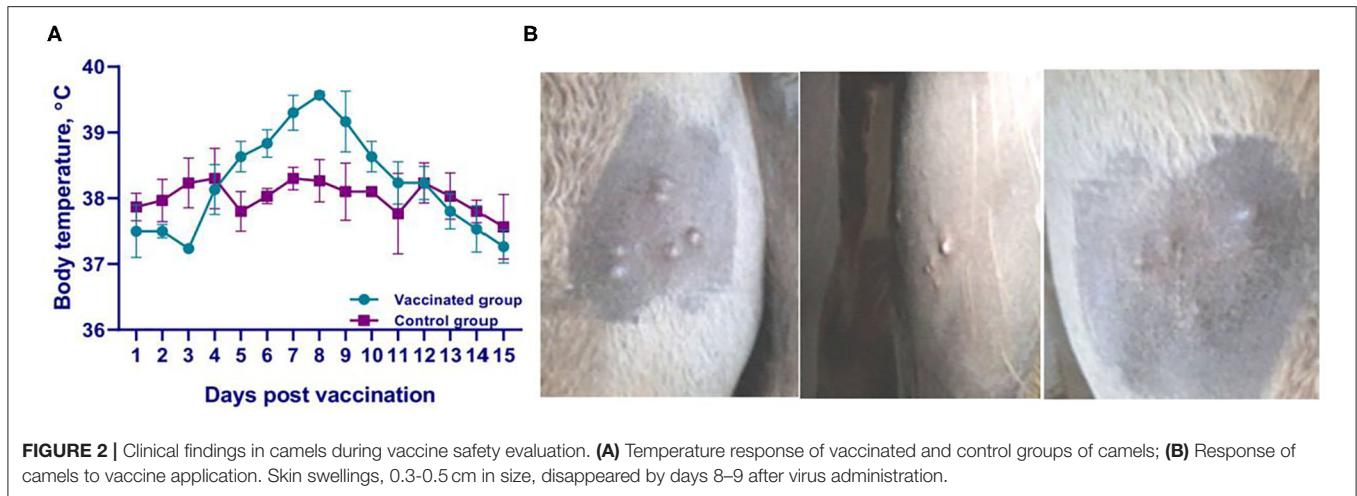 A
B
40
39
38
37
36
Body temperature, °C
Vaccinated group
Control group
1 2 3 4 5 6 7 8 9 10 11 12 13 14 15
Days post vaccination
FIGURE 2 | Clinical findings in camels during vaccine safety evaluation. (A) Temperature response of vaccinated and control groups of camels; (B) Response of
camels to vaccine application. Skin swellings, 0.3-0.5 cm in size, disappeared by days 8–9 after virus administration.